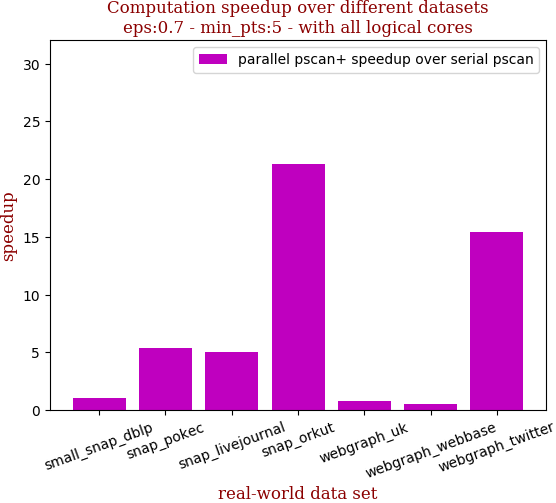 Computation speedup over different datasets
eps:0.7 - min_pts:5 - with all logical cores
parallel pscan+ speedup over serial pscan
speedup
30
25
20
15
10
5
0
small_snap_dblp
snap_pokec
snap_livejournal
snap_orkut
webgraph_uk
webgraph_webbase
webgraph_twitter
real-world data set